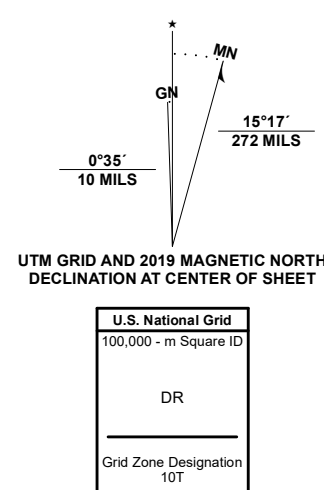 ★
MN
GN
15°17´
272 MILS
0°35´
10 MILS
UTM GRID AND 2019 MAGNETIC NORTH
DECLINATION AT CENTER OF SHEET
U.S. National Grid
100,000 - m Square ID
DR
Grid Zone Designation
10T